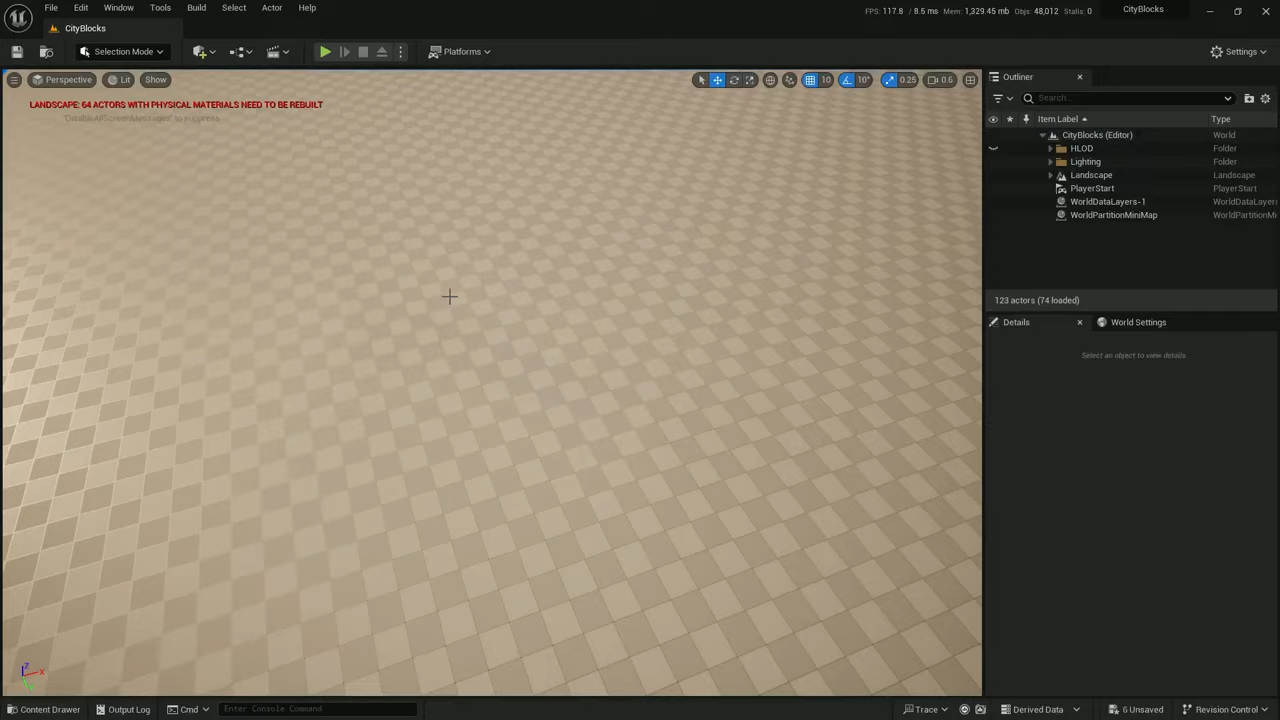 File Edit Window Tools Build Select Actor Help
FPS: 117.8 / 8.5 ms Mem: 1,329.45 mb Objs: 48,012 Stalls: 0
CityBlocks
CityBlocks
Selection Mode
Platforms
Settings
Perspective Lit Show
10 10° 0.25 0.6
LANDSCAPE: 64 ACTORS WITH PHYSICAL MATERIALS NEED TO BE REBUILT
'DisableAllScreenMessages' to suppress
Outliner
Search...
Item Label Type
CityBlocks (Editor) World
HLOD Folder
Lighting Folder
Landscape Landscape
PlayerStart PlayerStart
WorldDataLayers-1 WorldDataLayer
WorldPartitionMiniMap WorldPartitionM
123 actors (74 loaded)
Details World Settings
Select an object to view details
Z
X
Content Drawer Output Log Cmd Enter Console Command
Trace Derived Data 6 Unsaved Revision Control